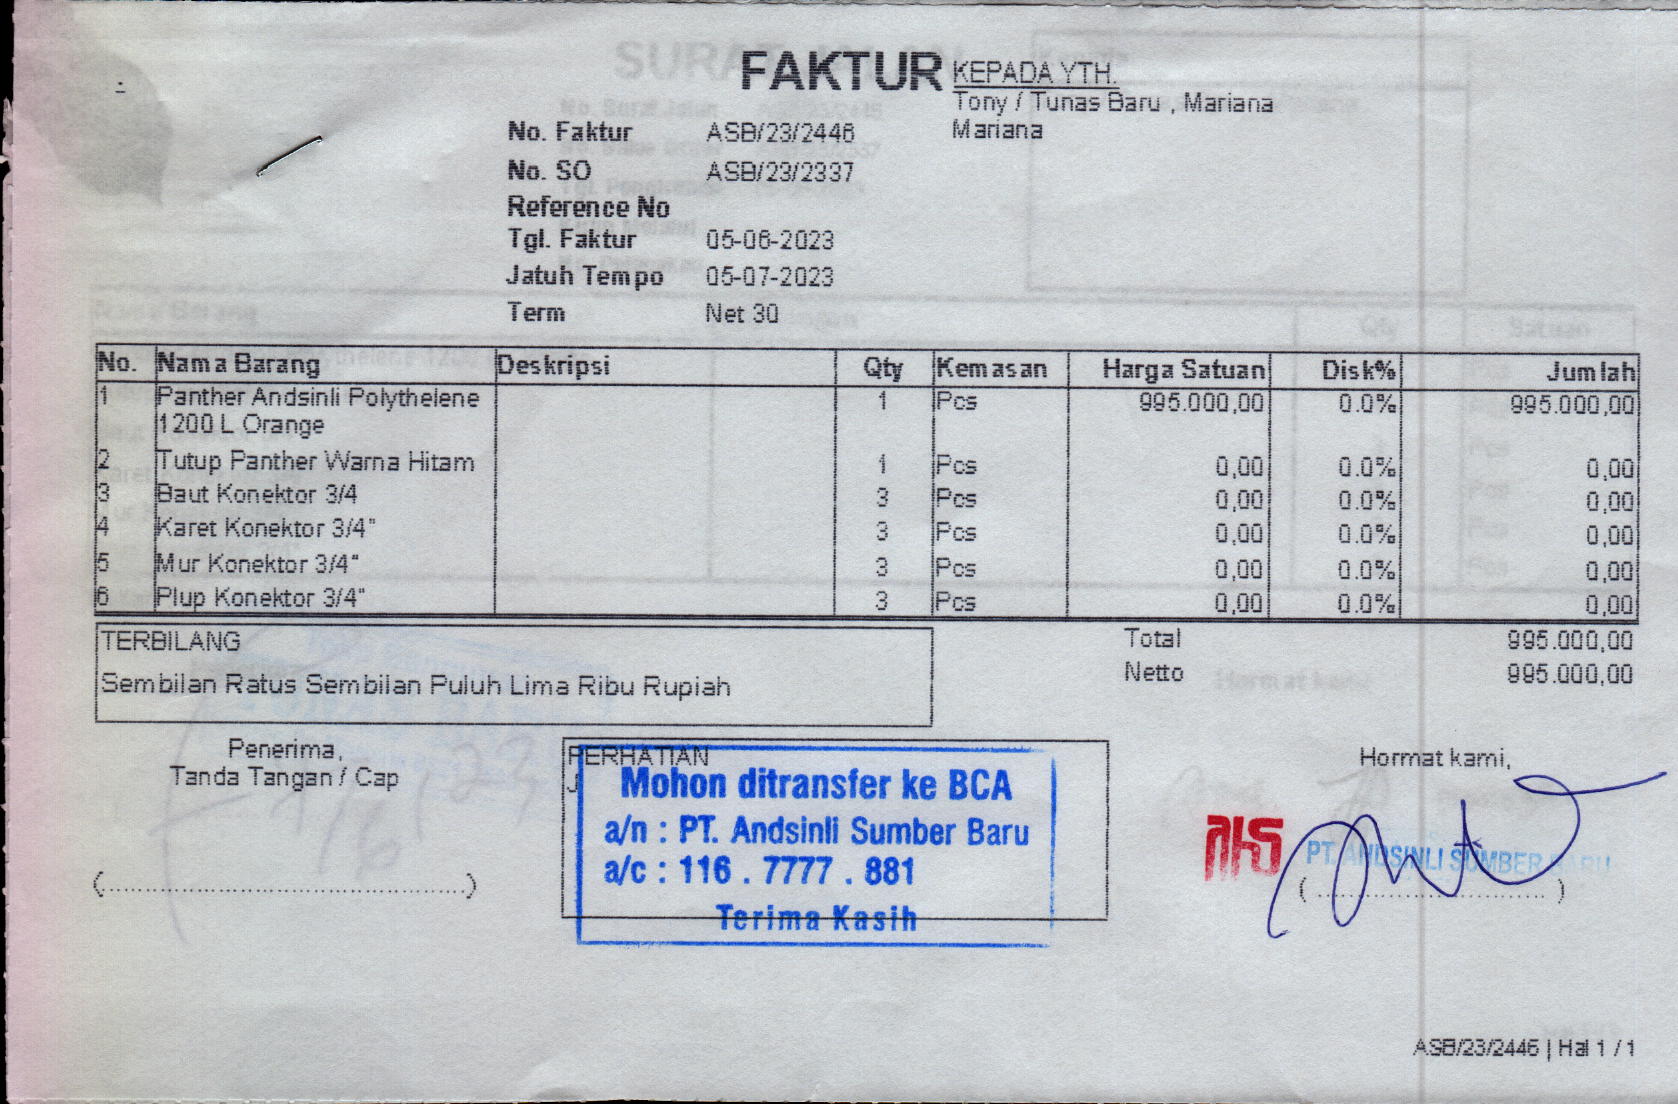 FAKTUR
KEPADA YTH.
Tony / Tunas Baru , Mariana
Mariana
No. Faktur ASB/23/2446
No. SO ASB/23/2337
Reference No
Tgl. Faktur 05-06-2023
Jatuh Tempo 05-07-2023
Term Net 30
No. Nama Barang Deskripsi Qty Kemasan Harga Satuan Disk% Jumlah
1 Panther Andsinli Polythelene 1 Pcs 995.000,00 0.0% 995.000,00
1200 L Orange
2 Tutup Panther Warna Hitam 1 Pcs 0,00 0.0% 0,00
3 Baut Konektor 3/4 3 Pcs 0,00 0.0% 0,00
4 Karet Konektor 3/4" 3 Pcs 0,00 0.0% 0,00
5 Mur Konektor 3/4" 3 Pcs 0,00 0.0% 0,00
6 Plup Konektor 3/4" 3 Pcs 0,00 0.0% 0,00
TERBILANG
Sembilan Ratus Sembilan Puluh Lima Ribu Rupiah
Total 995.000,00
Netto 995.000,00
Penerima,
Tanda Tangan / Cap
(................................................)
PERHATIAN
Mohon ditransfer ke BCA
a/n : PT. Andsinli Sumber Baru
a/c : 116 . 7777 . 881
Terima Kasih
Hormat kami,
PT. ANDSINLI SUMBER BARU
(..............................)
ASB/23/2446 | Hal 1 / 1